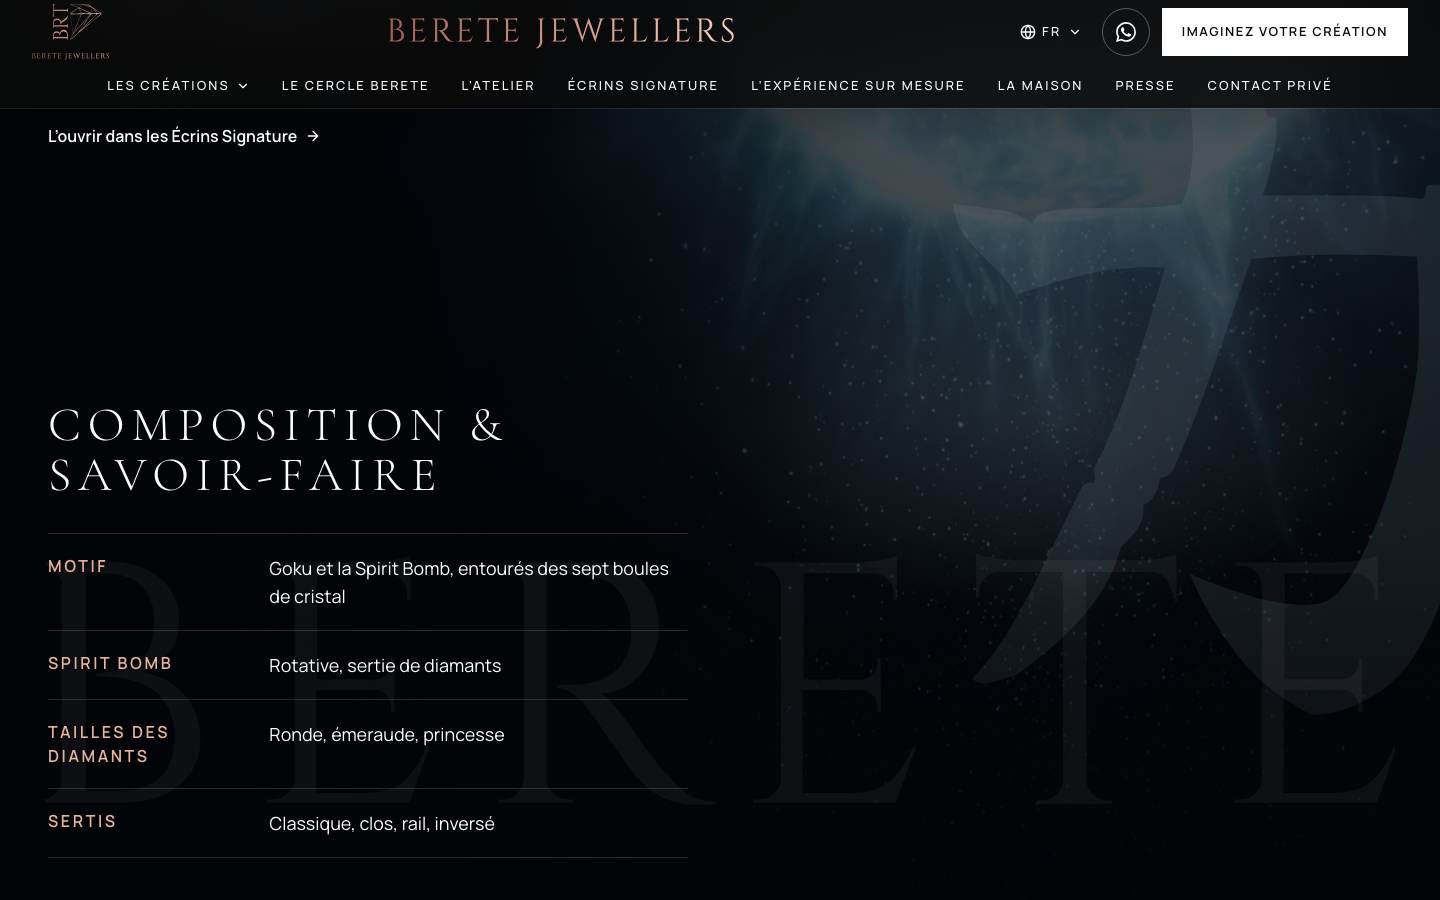 BRT
BERETE JEWELLERS
BERETE JEWELLERS
FR
IMAGINEZ VOTRE CRÉATION
LES CRÉATIONS
LE CERCLE BERETE
L'ATELIER
ÉCRINS SIGNATURE
L'EXPÉRIENCE SUR MESURE
LA MAISON
PRESSE
CONTACT PRIVÉ
L'ouvrir dans les Écrins Signature →
COMPOSITION &
SAVOIR-FAIRE
MOTIF
Goku et la Spirit Bomb, entourés des sept boules
de cristal
SPIRIT BOMB
Rotative, sertie de diamants
TAILLES DES
DIAMANTS
Ronde, émeraude, princesse
SERTIS
Classique, clos, rail, inversé
BERETE